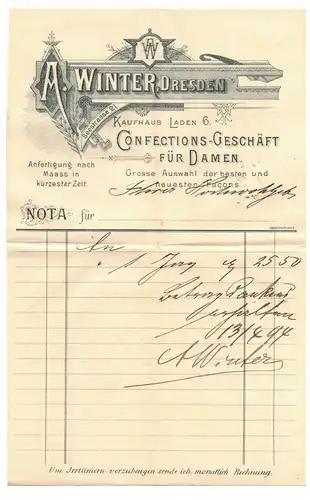 AW
A. WINTER, DRESDEN
Seestrasse 21
KAUFHAUS LADEN 6.
CONFECTIONS-GESCHÄFT
FÜR DAMEN.
Anfertigung nach
Maass in
kürzester Zeit.
Grosse Auswahl der besten und
neuesten Façons.
NOTA für
An
" 1 Jaq 25 50
Betrag dankend
erhalten
13/4 94
A Winter
Um Irrtümern vorzubeugen sende ich monatlich Rechnung.